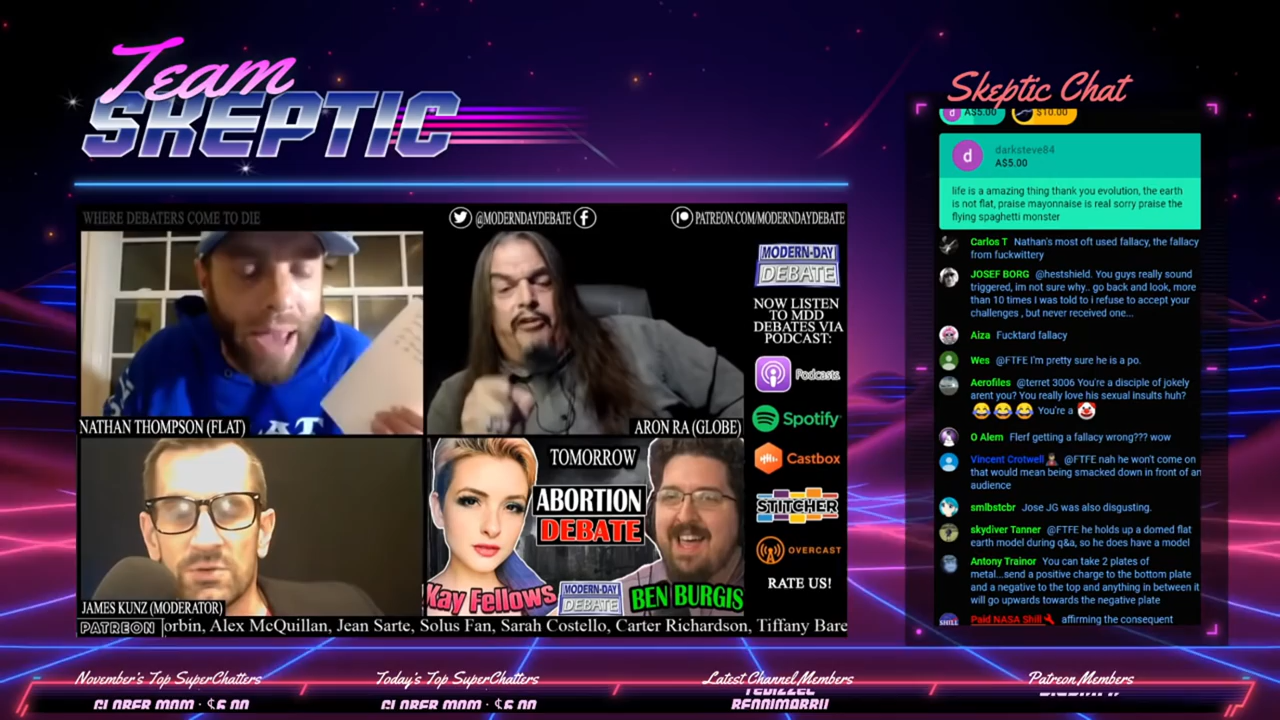 Team
SKEPTIC
Skeptic Chat
A$5.00
$10.00
d
darksteve84
A$5.00
life is a amazing thing thank you evolution, the earth
is not flat, praise mayonnaise is real sorry praise the
flying spaghetti monster
WHERE DEBATERS COME TO DIE
@MODERNDAYDEBATE
PATREON.COM/MODERNDAYDEBATE
NATHAN THOMPSON (FLAT)
ARON RA (GLOBE)
MODERN-DAY
DEBATE
NOW LISTEN
TO MDD
DEBATES VIA
PODCAST:
Podcasts
Spotify
Castbox
STITCHER
OVERCAST
RATE US!
TOMORROW
ABORTION
DEBATE
Kay Fellows
MODERN-DAY
DEBATE
BEN BURGIS
JAMES KUNZ (MODERATOR)
PATREON orbin, Alex McQuillan, Jean Sarte, Solus Fan, Sarah Costello, Carter Richardson, Tiffany Bare
Carlos T Nathan's most oft used fallacy, the fallacy
from fuckwittery
JOSEF BORG @hestshield. You guys really sound
triggered, im not sure why.. go back and look, more
than 10 times I was told to i refuse to accept your
challenges , but never received one...
Aiza Fucktard fallacy
Wes @FTFE I'm pretty sure he is a po.
Aerofiles @terret 3006 You're a disciple of jokely
arent you? You really love his sexual insults huh?
😂😂😂 You're a 🤡
O Alem Flerf getting a fallacy wrong??? wow
Vincent Crotwell @FTFE nah he won't come on
that would mean being smacked down in front of an
audience
smlbstcbr Jose JG was also disgusting.
skydiver Tanner @FTFE he holds up a domed flat
earth model during q&a, so he does have a model
Antony Trainor You can take 2 plates of
metal...send a positive charge to the bottom plate
and a negative to the top and anything in between it
will go upwards towards the negative plate
SHILL Paid NASA Shill affirming the consequent
November's Top SuperChatters
Today's Top SuperChatters
Latest Channel Members
Patreon Members
GLOBER MOM : $6.00
GLOBER MOM : $6.00